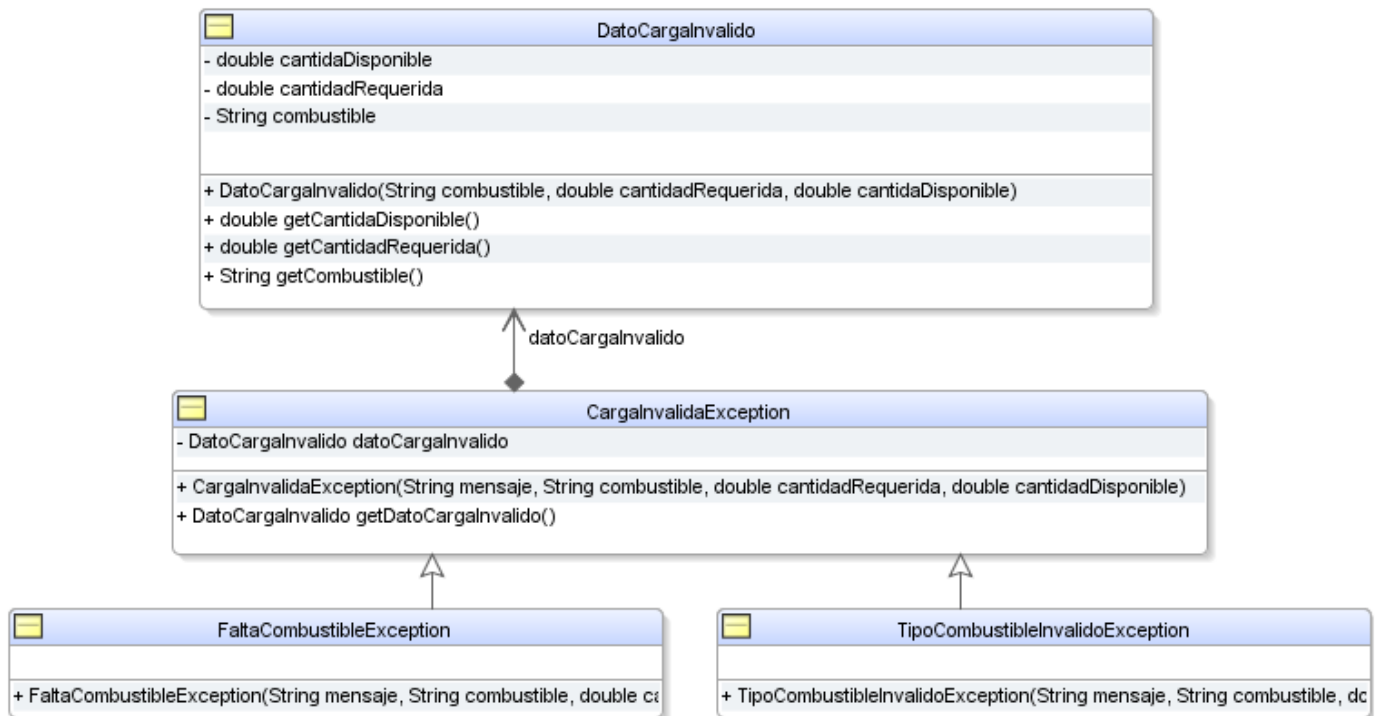 DatoCargaInvalido
- double cantidaDisponible
- double cantidadRequerida
- String combustible
+ DatoCargaInvalido(String combustible, double cantidadRequerida, double cantidaDisponible)
+ double getCantidaDisponible()
+ double getCantidadRequerida()
+ String getCombustible()
datoCargaInvalido
CargaInvalidaException
- DatoCargaInvalido datoCargaInvalido
+ CargaInvalidaException(String mensaje, String combustible, double cantidadRequerida, double cantidadDisponible)
+ DatoCargaInvalido getDatoCargaInvalido()
FaltaCombustibleException
+ FaltaCombustibleException(String mensaje, String combustible, double ca
TipoCombustibleInvalidoException
+ TipoCombustibleInvalidoException(String mensaje, String combustible, do